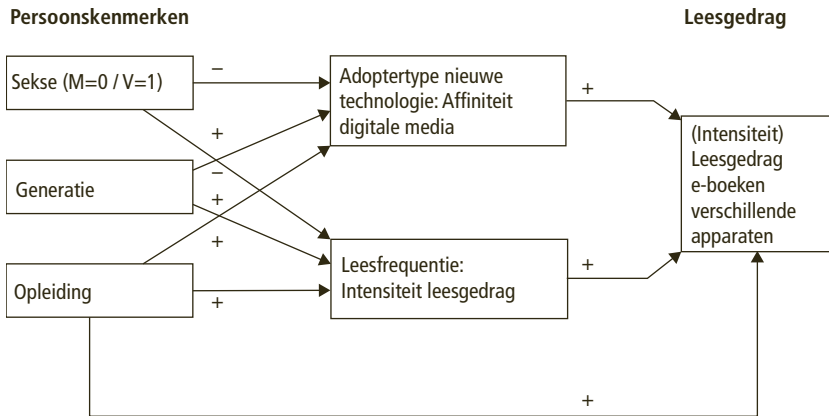 Persoonskenmerken
Leesgedrag
Sekse (M=0 / V=1)
Generatie
Opleiding
–
+
–
+
+
+
Adoptertype nieuwe
technologie: Affiniteit
digitale media
Leesfrequentie:
Intensiteit leesgedrag
+
+
+
(Intensiteit)
Leesgedrag
e-boeken
verschillende
apparaten